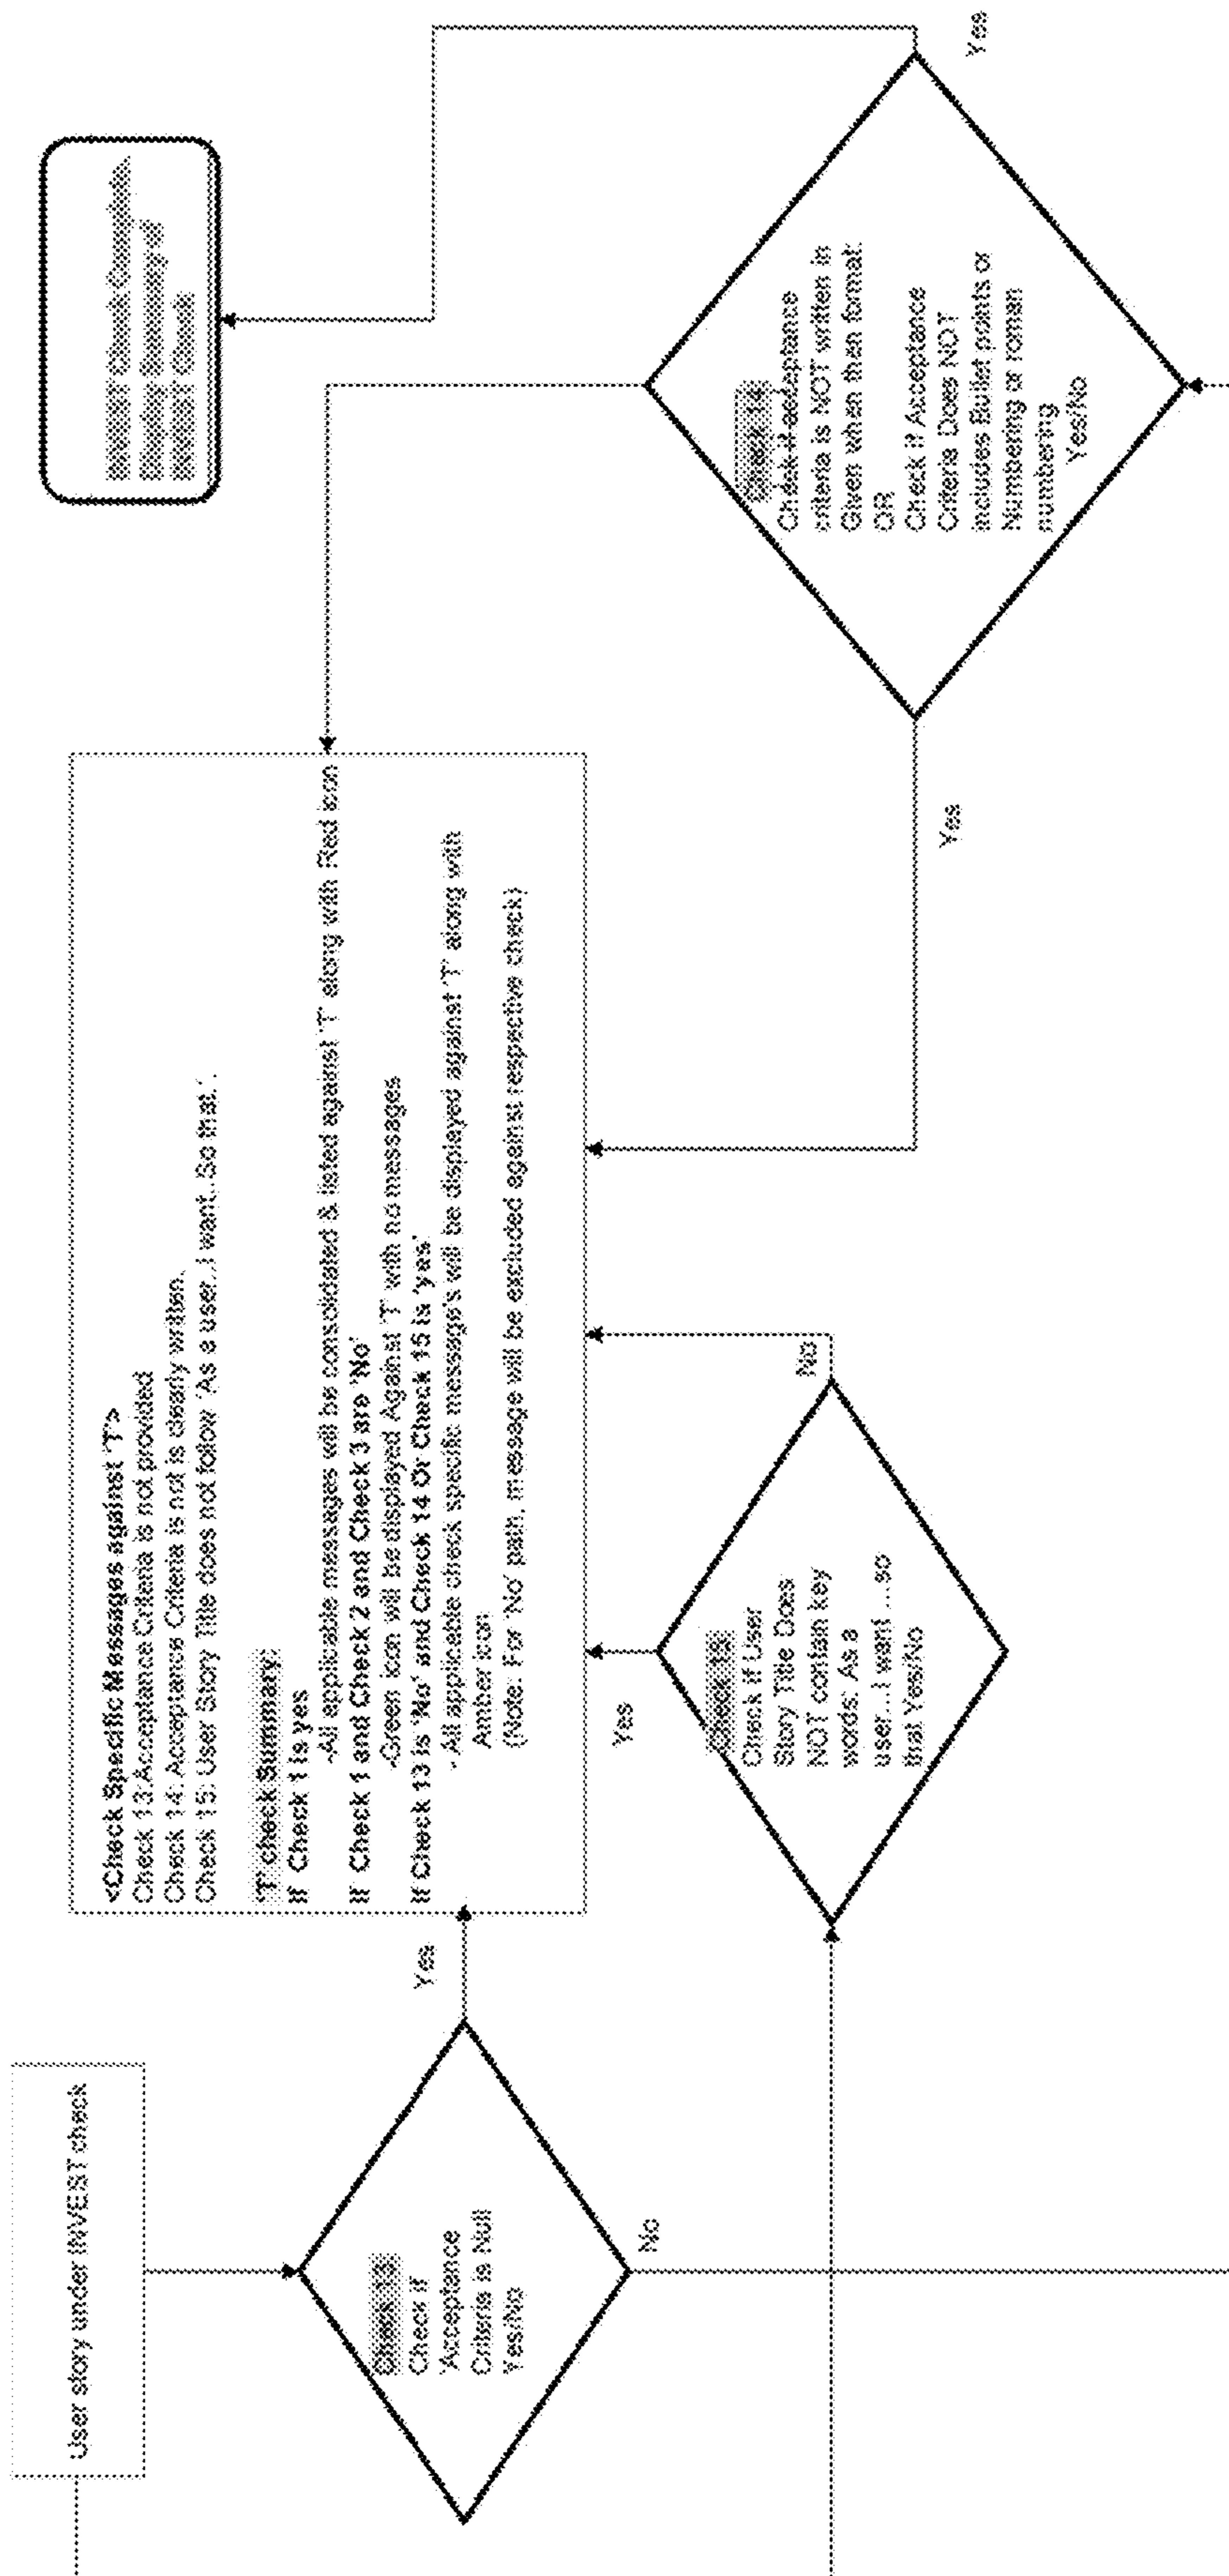 User story under INVEST check
Check 13:
Check if
'Acceptance
Criteria is Null
Yes/No
Yes
No
<Check Specific Messages against 'T'>
Check 13: Acceptance Criteria is not provided
Check 14: Acceptance Criteria is not is clearly written.
Check 15: User Story Title does not follow 'As a user..I want..So that.'.
'T' check Summary:
If Check 1 is yes
-All applicable messages will be consolidated & listed against 'T' along with Red icon
If Check 1 and Check 2 and Check 3 are 'No'
-Green icon will be displayed Against 'T' with no messages
If Check 13 is 'No' and Check 14 Or Check 15 is 'yes'
- All applicable check specific message's will be displayed against 'T' along with
Amber icon
(Note: For 'No' path, message will be excluded against respective check)
Yes
No
Check 15:
Check if User
Story Title Does
NOT contain key
words: As a
user...I want ....so
that Yes/No
INVEST Check Completed,
INVEST Check
Yes
Check 14:
Check if acceptance
criteria is NOT written in
Given when then format:
OR
Check If Acceptance
Criteria Does NOT
includes Bullet points or
Numbering or roman
numbering
Yes/No
Yes